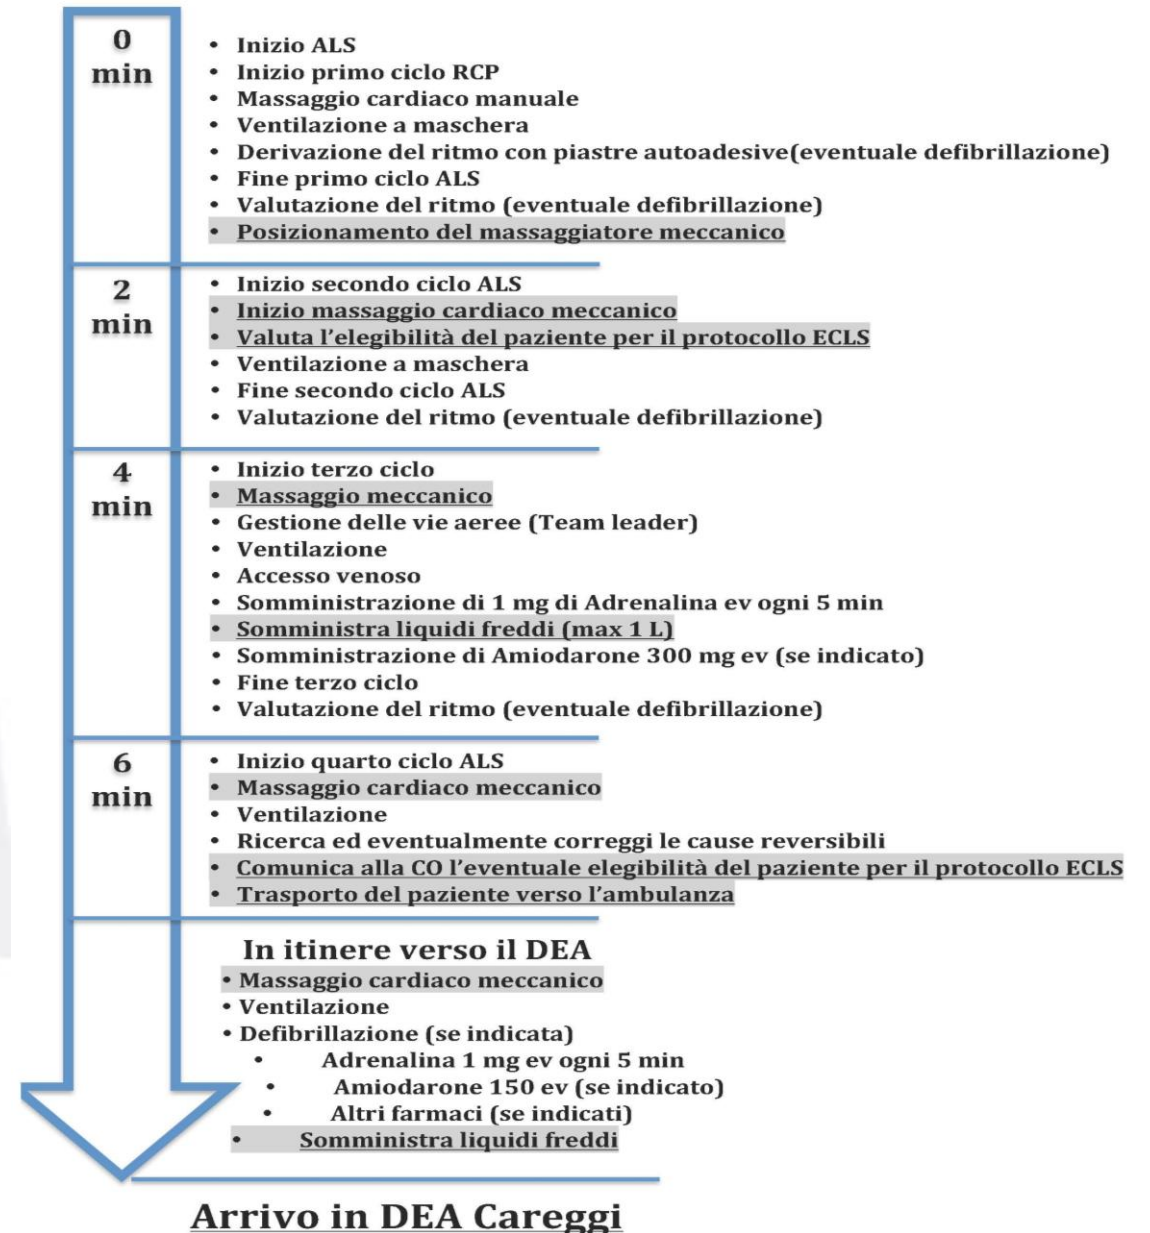 0
min
• Inizio ALS
• Inizio primo ciclo RCP
• Massaggio cardiaco manuale
• Ventilazione a maschera
• Derivazione del ritmo con piastre autoadesive(eventuale defibrillazione)
• Fine primo ciclo ALS
• Valutazione del ritmo (eventuale defibrillazione)
• Posizionamento del massaggiatore meccanico
2
min
• Inizio secondo ciclo ALS
• Inizio massaggio cardiaco meccanico
• Valuta l'elegibilità del paziente per il protocollo ECLS
• Ventilazione a maschera
• Fine secondo ciclo ALS
• Valutazione del ritmo (eventuale defibrillazione)
4
min
• Inizio terzo ciclo
• Massaggio meccanico
• Gestione delle vie aeree (Team leader)
• Ventilazione
• Accesso venoso
• Somministrazione di 1 mg di Adrenalina ev ogni 5 min
• Somministra liquidi freddi (max 1 L)
• Somministrazione di Amiodarone 300 mg ev (se indicato)
• Fine terzo ciclo
• Valutazione del ritmo (eventuale defibrillazione)
6
min
• Inizio quarto ciclo ALS
• Massaggio cardiaco meccanico
• Ventilazione
• Ricerca ed eventualmente correggi le cause reversibili
• Comunica alla CO l'eventuale elegibilità del paziente per il protocollo ECLS
• Trasporto del paziente verso l'ambulanza
In itinere verso il DEA
• Massaggio cardiaco meccanico
• Ventilazione
• Defibrillazione (se indicata)
• Adrenalina 1 mg ev ogni 5 min
• Amiodarone 150 ev (se indicato)
• Altri farmaci (se indicati)
• Somministra liquidi freddi
Arrivo in DEA Careggi